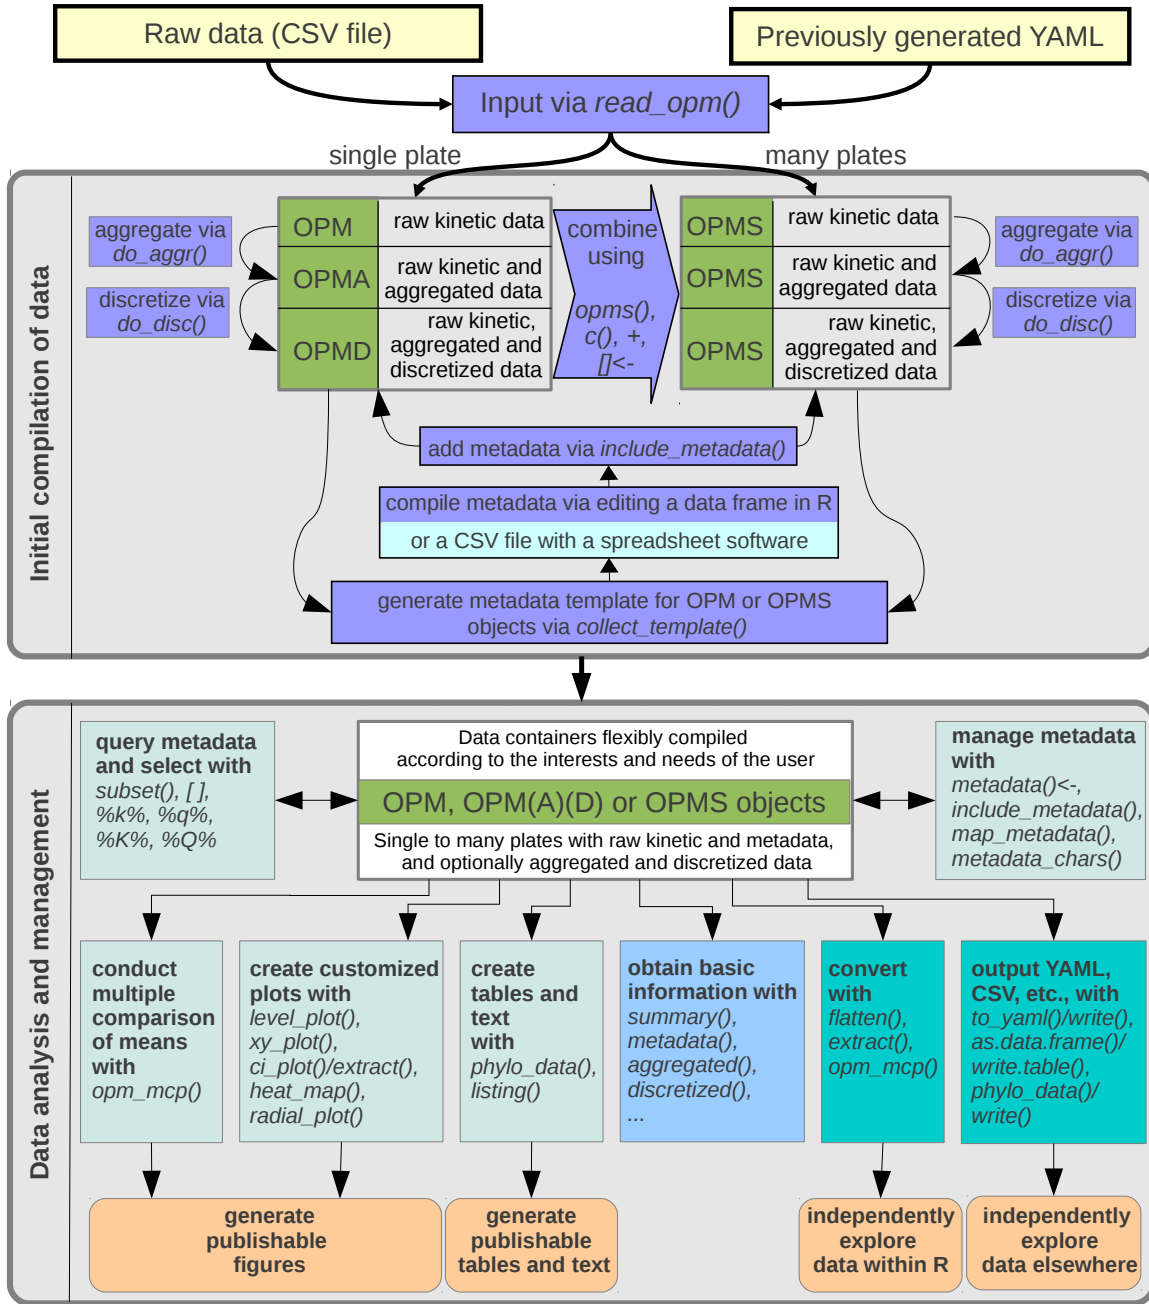 Raw data (CSV file)
Previously generated YAML
Input via read_opm()
single plate
many plates
Initial compilation of data
aggregate via
do_aggr()
discretize via
do_disc()
OPM
raw kinetic data
OPMA
raw kinetic and
aggregated data
OPMD
raw kinetic,
aggregated and
discretized data
combine
using
opms(),
c(), +,
[]<-
OPMS
raw kinetic data
OPMS
raw kinetic and
aggregated data
OPMS
raw kinetic,
aggregated and
discretized data
aggregate via
do_aggr()
discretize via
do_disc()
add metadata via include_metadata()
compile metadata via editing a data frame in R
or a CSV file with a spreadsheet software
generate metadata template for OPM or OPMS
objects via collect_template()
Data analysis and management
query metadata
and select with
subset(), [ ],
%k%, %q%,
%K%, %Q%
Data containers flexibly compiled
according to the interests and needs of the user
OPM, OPM(A)(D) or OPMS objects
Single to many plates with raw kinetic and metadata,
and optionally aggregated and discretized data
manage metadata
with
metadata()<-,
include_metadata(),
map_metadata(),
metadata_chars()
conduct
multiple
comparison
of means
with
opm_mcp()
create customized
plots with
level_plot(),
xy_plot(),
ci_plot()/extract(),
heat_map(),
radial_plot()
create
tables and
text
with
phylo_data(),
listing()
obtain basic
information with
summary(),
metadata(),
aggregated(),
discretized(),
...
convert
with
flatten(),
extract(),
opm_mcp()
output YAML,
CSV, etc., with
to_yaml()/write(),
as.data.frame()/
write.table(),
phylo_data()/
write()
generate
publishable
figures
generate
publishable
tables and text
independently
explore
data within R
independently
explore
data elsewhere